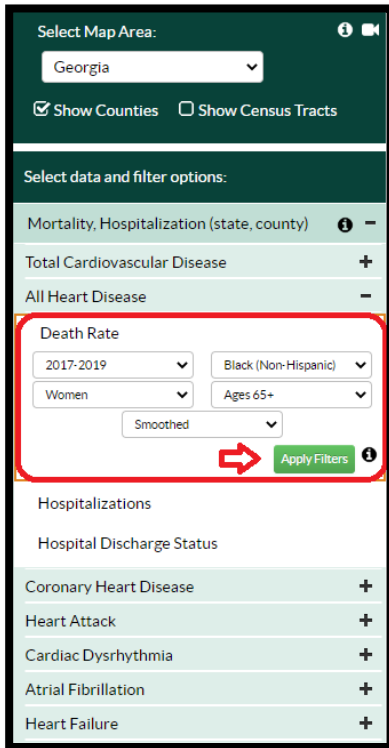 Select Map Area:
Georgia
Show Counties Show Census Tracts
Select data and filter options:
Mortality, Hospitalization (state, county)
Total Cardiovascular Disease
All Heart Disease
Death Rate
2017-2019 Black (Non-Hispanic)
Women Ages 65+
Smoothed
Apply Filters
Hospitalizations
Hospital Discharge Status
Coronary Heart Disease
Heart Attack
Cardiac Dysrhythmia
Atrial Fibrillation
Heart Failure